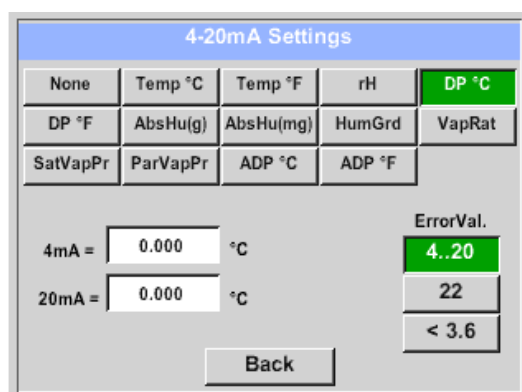 4-20mA Settings
None Temp °C Temp °F rH DP °C
DP °F AbsHu(g) AbsHu(mg) HumGrd VapRat
SatVapPr ParVapPr ADP °C ADP °F
ErrorVal.
4mA = 0.000 °C 4..20
20mA = 0.000 °C 22
< 3.6
Back